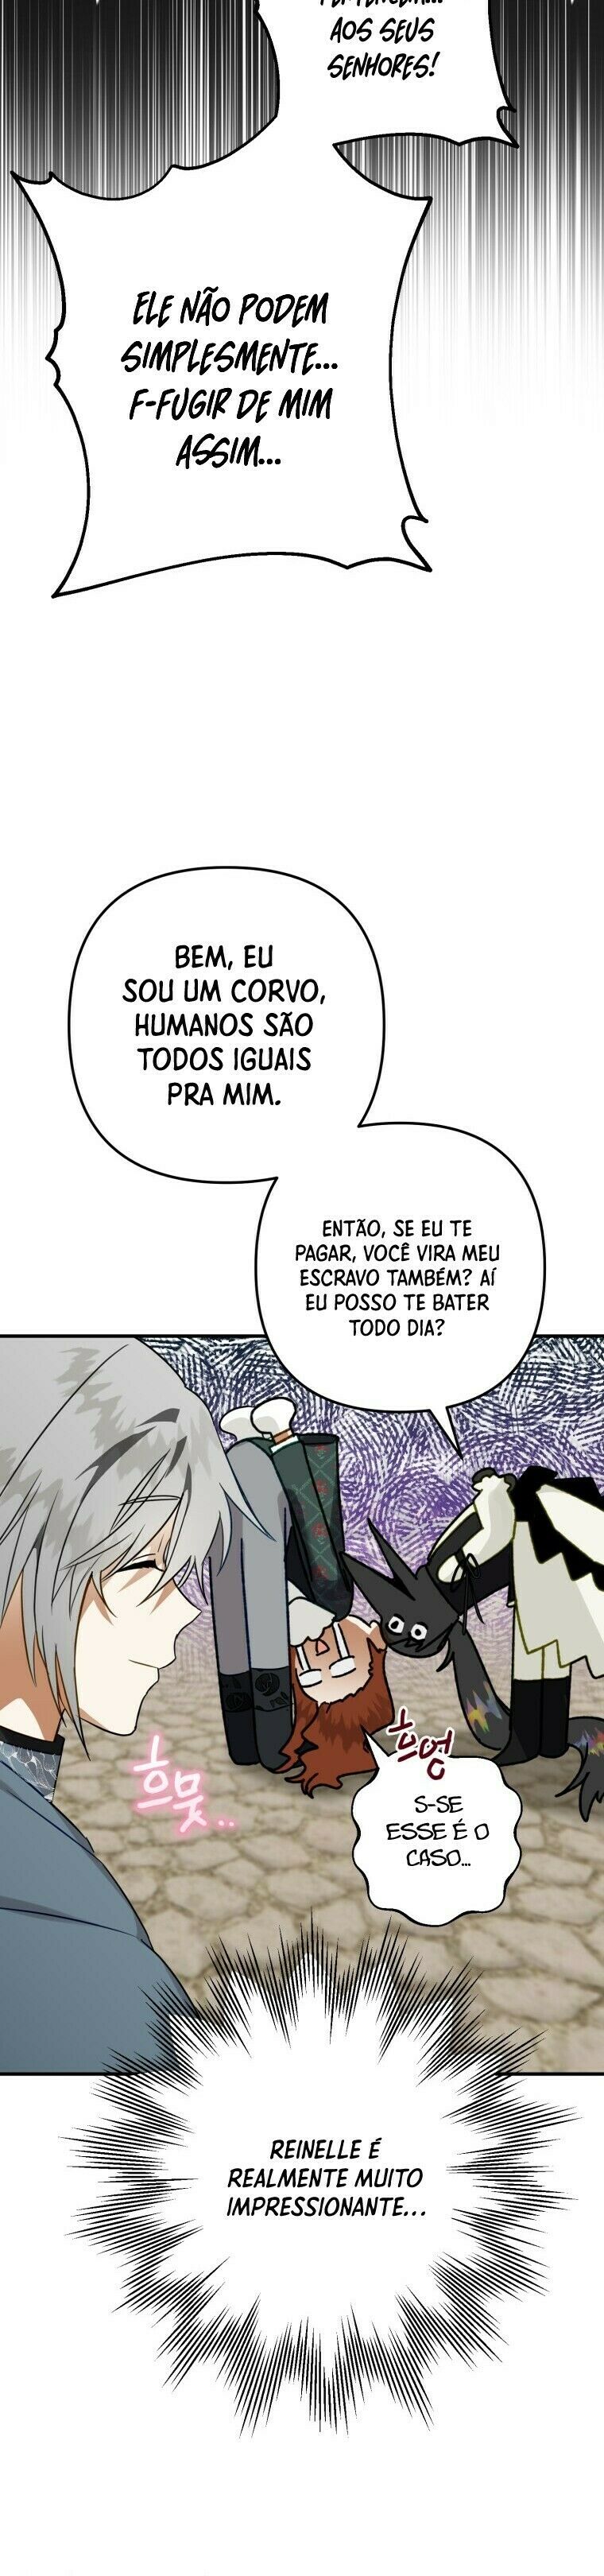 AOS SEUS
SENHORES!
ELE NÃO PODEM
SIMPLESMENTE...
F-FUGIR DE MIM
ASSIM...
BEM, EU
SOU UM CORVO,
HUMANOS SÃO
TODOS IGUAIS
PRA MIM.
ENTÃO, SE EU TE
PAGAR, VOCÊ VIRA MEU
ESCRAVO TAMBÉM? AÍ
EU POSSO TE BATER
TODO DIA?
흐엉
S-SE
ESSE É O
CASO...
흐뭇..
REINELLE É
REALMENTE MUITO
IMPRESSIONANTE...